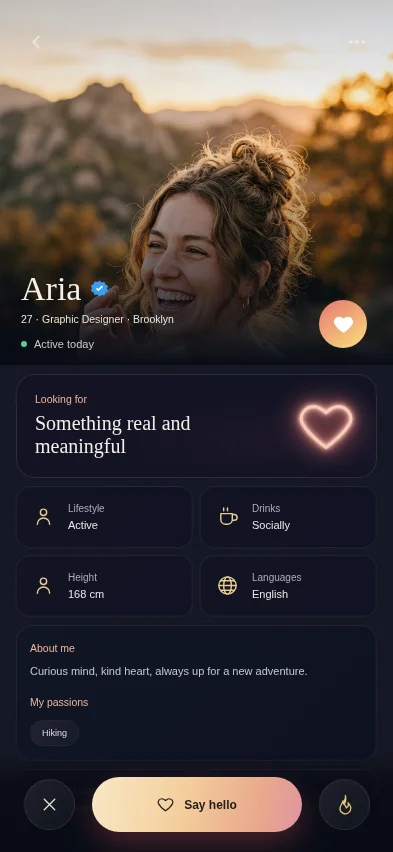 Aria
27 · Graphic Designer · Brooklyn
Active today
Looking for
Something real and
meaningful
Lifestyle
Active
Drinks
Socially
Height
168 cm
Languages
English
About me
Curious mind, kind heart, always up for a new adventure.
My passions
Hiking
Say hello